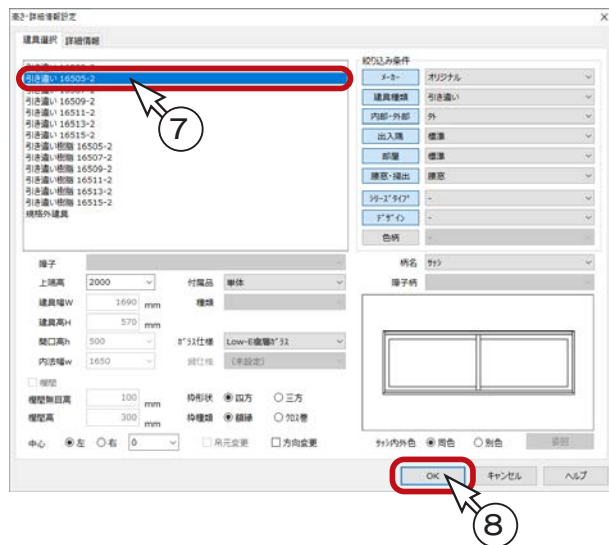 高さ・詳細情報設定
建具選択 詳細情報
引き違い 16505-2
引き違い 16509-2
引き違い 16511-2
引き違い 16513-2
引き違い 16515-2
引き違い樹脂 16505-2
引き違い樹脂 16507-2
引き違い樹脂 16509-2
引き違い樹脂 16511-2
引き違い樹脂 16513-2
引き違い樹脂 16515-2
規格外建具
⑦
絞り込み条件
メーカー オリジナル
建具種類 引き違い
内部・外部 外
出入隅 標準
部屋 標準
腰窓・掃出 腰窓
シリーズタイプ -
デザイン -
色柄 -
障子
柄名 サッシ
上端高 2000 付属品 単体 障子柄
建具幅W 1690 mm 種類
建具高H 570 mm
開口高h 500 ガラス仕様 Low-E複層ガラス
内法幅w 1650 鍵仕様 (未設定)
欄間
欄間無目高 100 mm 枠形状 四方 三方
欄間高 300 mm 枠種類 額縁 クロス巻
中心 左 右 0 吊元変更 方向変更 サッシ内外色 同色 別色
OK キャンセル ヘルプ
⑧